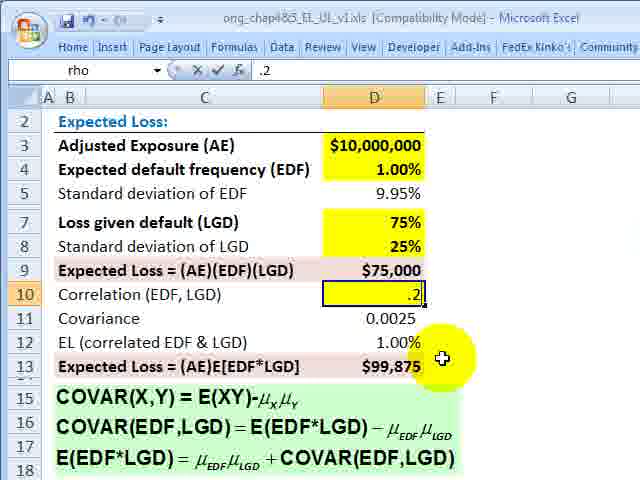 ong_chap4&5_EL_UL_v1.xls [Compatibility Mode] - Microsoft Excel
Home Insert Page Layout Formulas Data Review View Developer Add-Ins FedEx Kinko's Community
rho .2
A B C D E F G
2 Expected Loss:
3 Adjusted Exposure (AE) $10,000,000
4 Expected default frequency (EDF) 1.00%
5 Standard deviation of EDF 9.95%
7 Loss given default (LGD) 75%
8 Standard deviation of LGD 25%
9 Expected Loss = (AE)(EDF)(LGD) $75,000
10 Correlation (EDF, LGD) .2
11 Covariance 0.0025
12 EL (correlated EDF & LGD) 1.00%
13 Expected Loss = (AE)E[EDF*LGD] $99,875
15 COVAR(X,Y) = E(XY)-μXμY
16 COVAR(EDF,LGD) = E(EDF*LGD) − μEDFμLGD
17 E(EDF*LGD) = μEDFμLGD + COVAR(EDF,LGD)
18